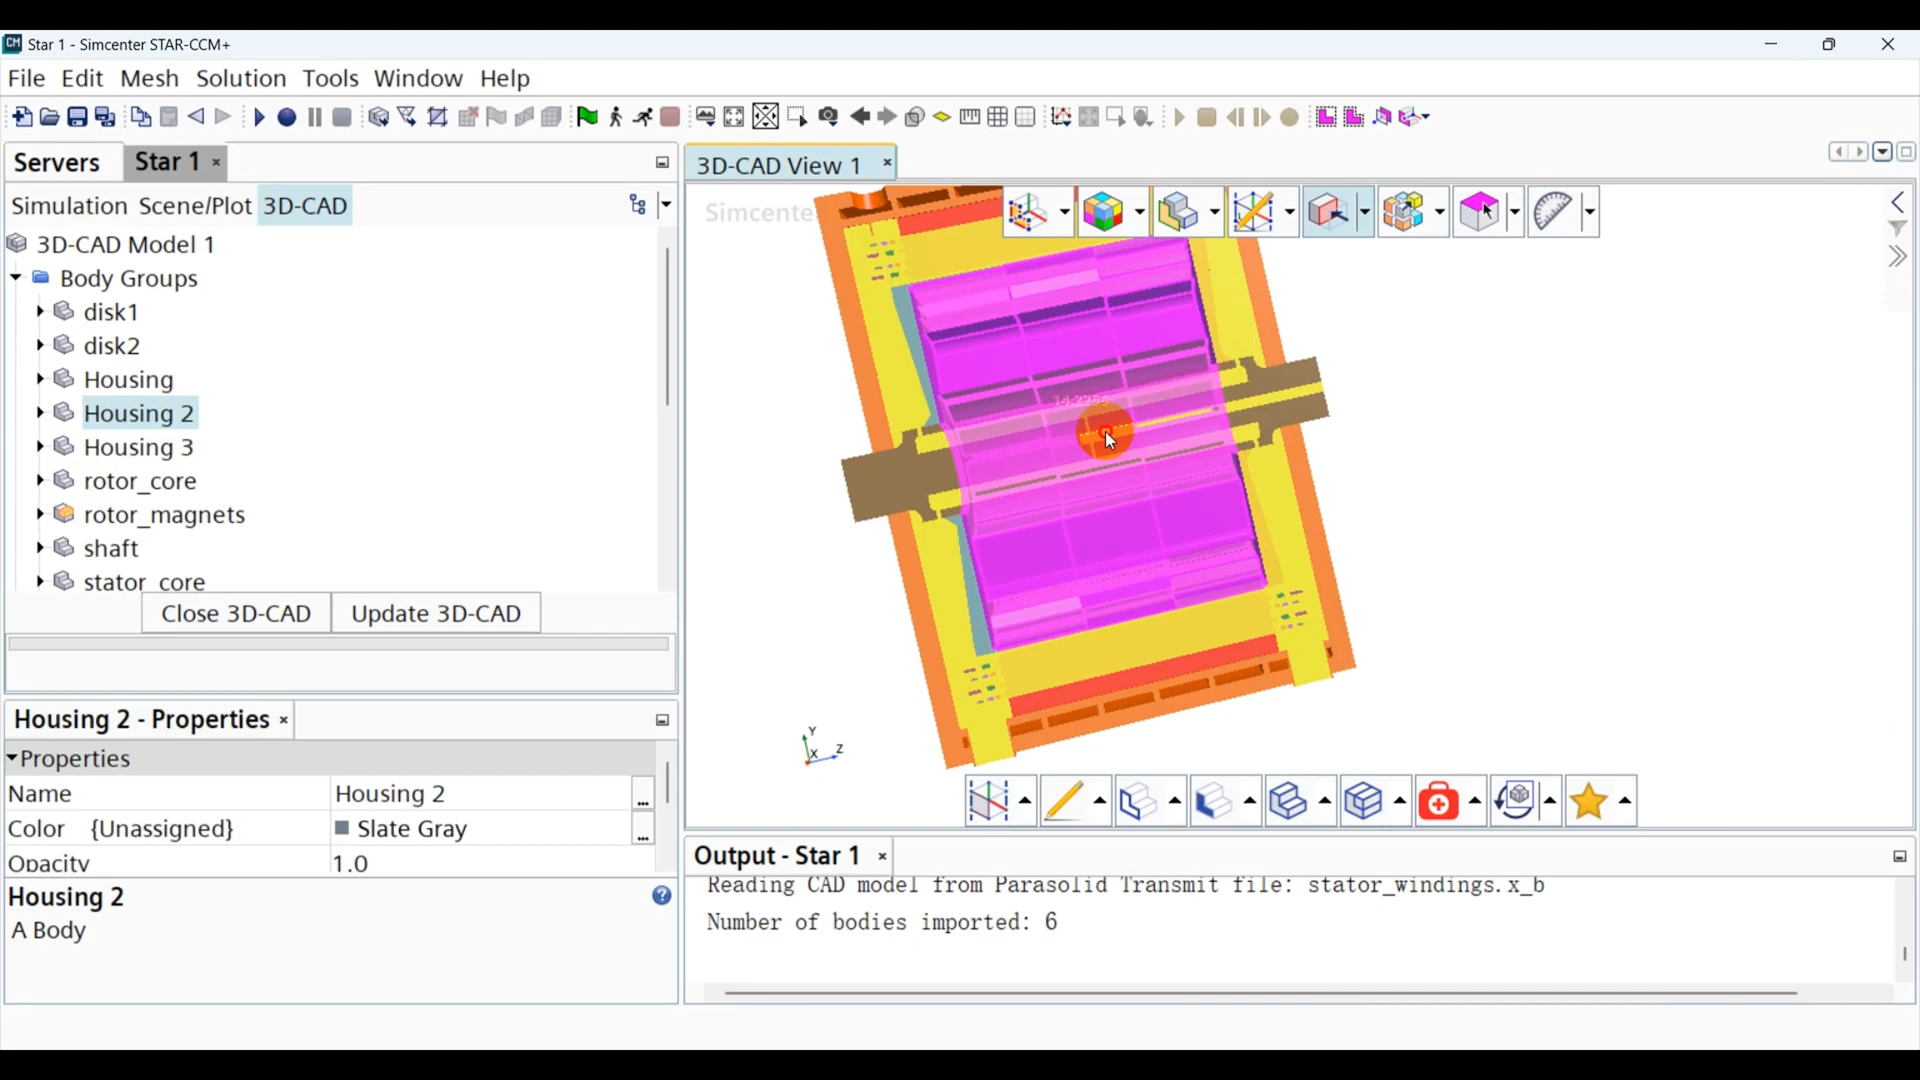 CM Star 1 - Simcenter STAR-CCM+
File Edit Mesh Solution Tools Window Help
Servers Star 1 ×
3D-CAD View 1 ×
Simulation Scene/Plot 3D-CAD
Simcenter
3D-CAD Model 1
Body Groups
disk1
disk2
Housing
Housing 2
Housing 3
rotor_core
rotor_magnets
shaft
stator core
Close 3D-CAD Update 3D-CAD
Y
X
Z
Housing 2 - Properties ×
Properties
Name Housing 2 ...
Color {Unassigned} Slate Gray ...
Opacity 1.0
Housing 2
A Body
Output - Star 1 ×
Reading CAD model from Parasolid Transmit file: stator_windings.x_b
Number of bodies imported: 6